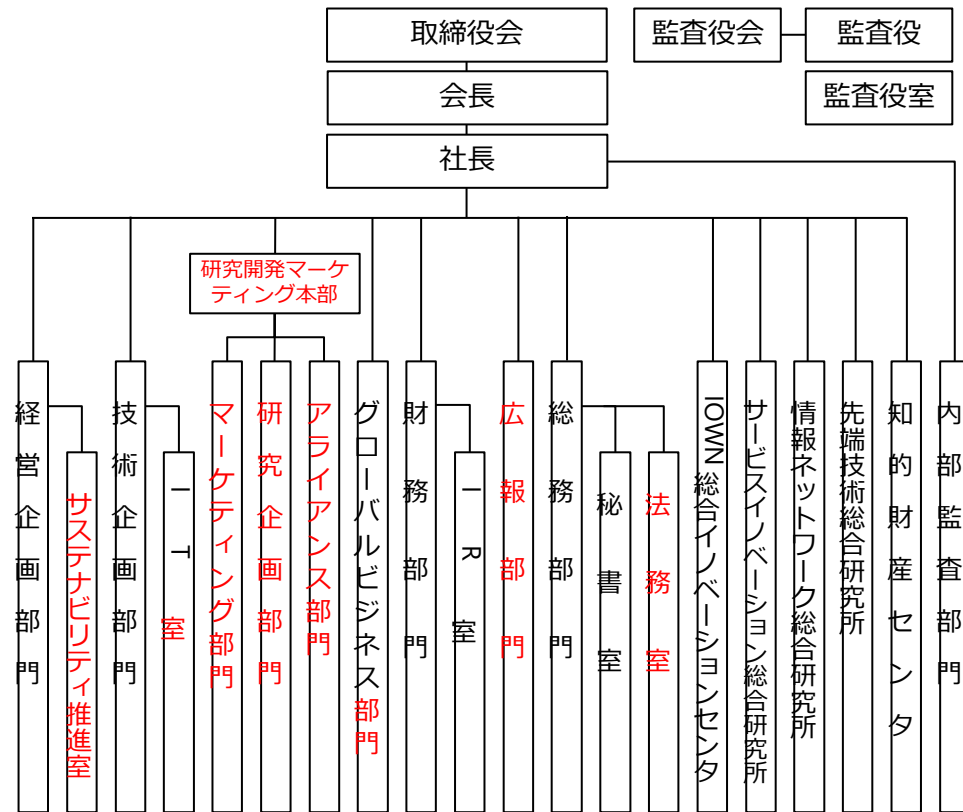 取締役会
監査役会
監査役
会長
監査役室
社長
研究開発マーケ
ティング本部
経営企画部門
サステナビリティ推進室
技術企画部門
IT室
マーケティング部門
研究企画部門
アライアンス部門
グローバルビジネス部門
財務部門
IR室
広報部門
総務部門
秘書室
法務室
IOWN総合イノベーションセンタ
サービスイノベーション総合研究所
情報ネットワーク総合研究所
先端技術総合研究所
知的財産センタ
内部監査部門